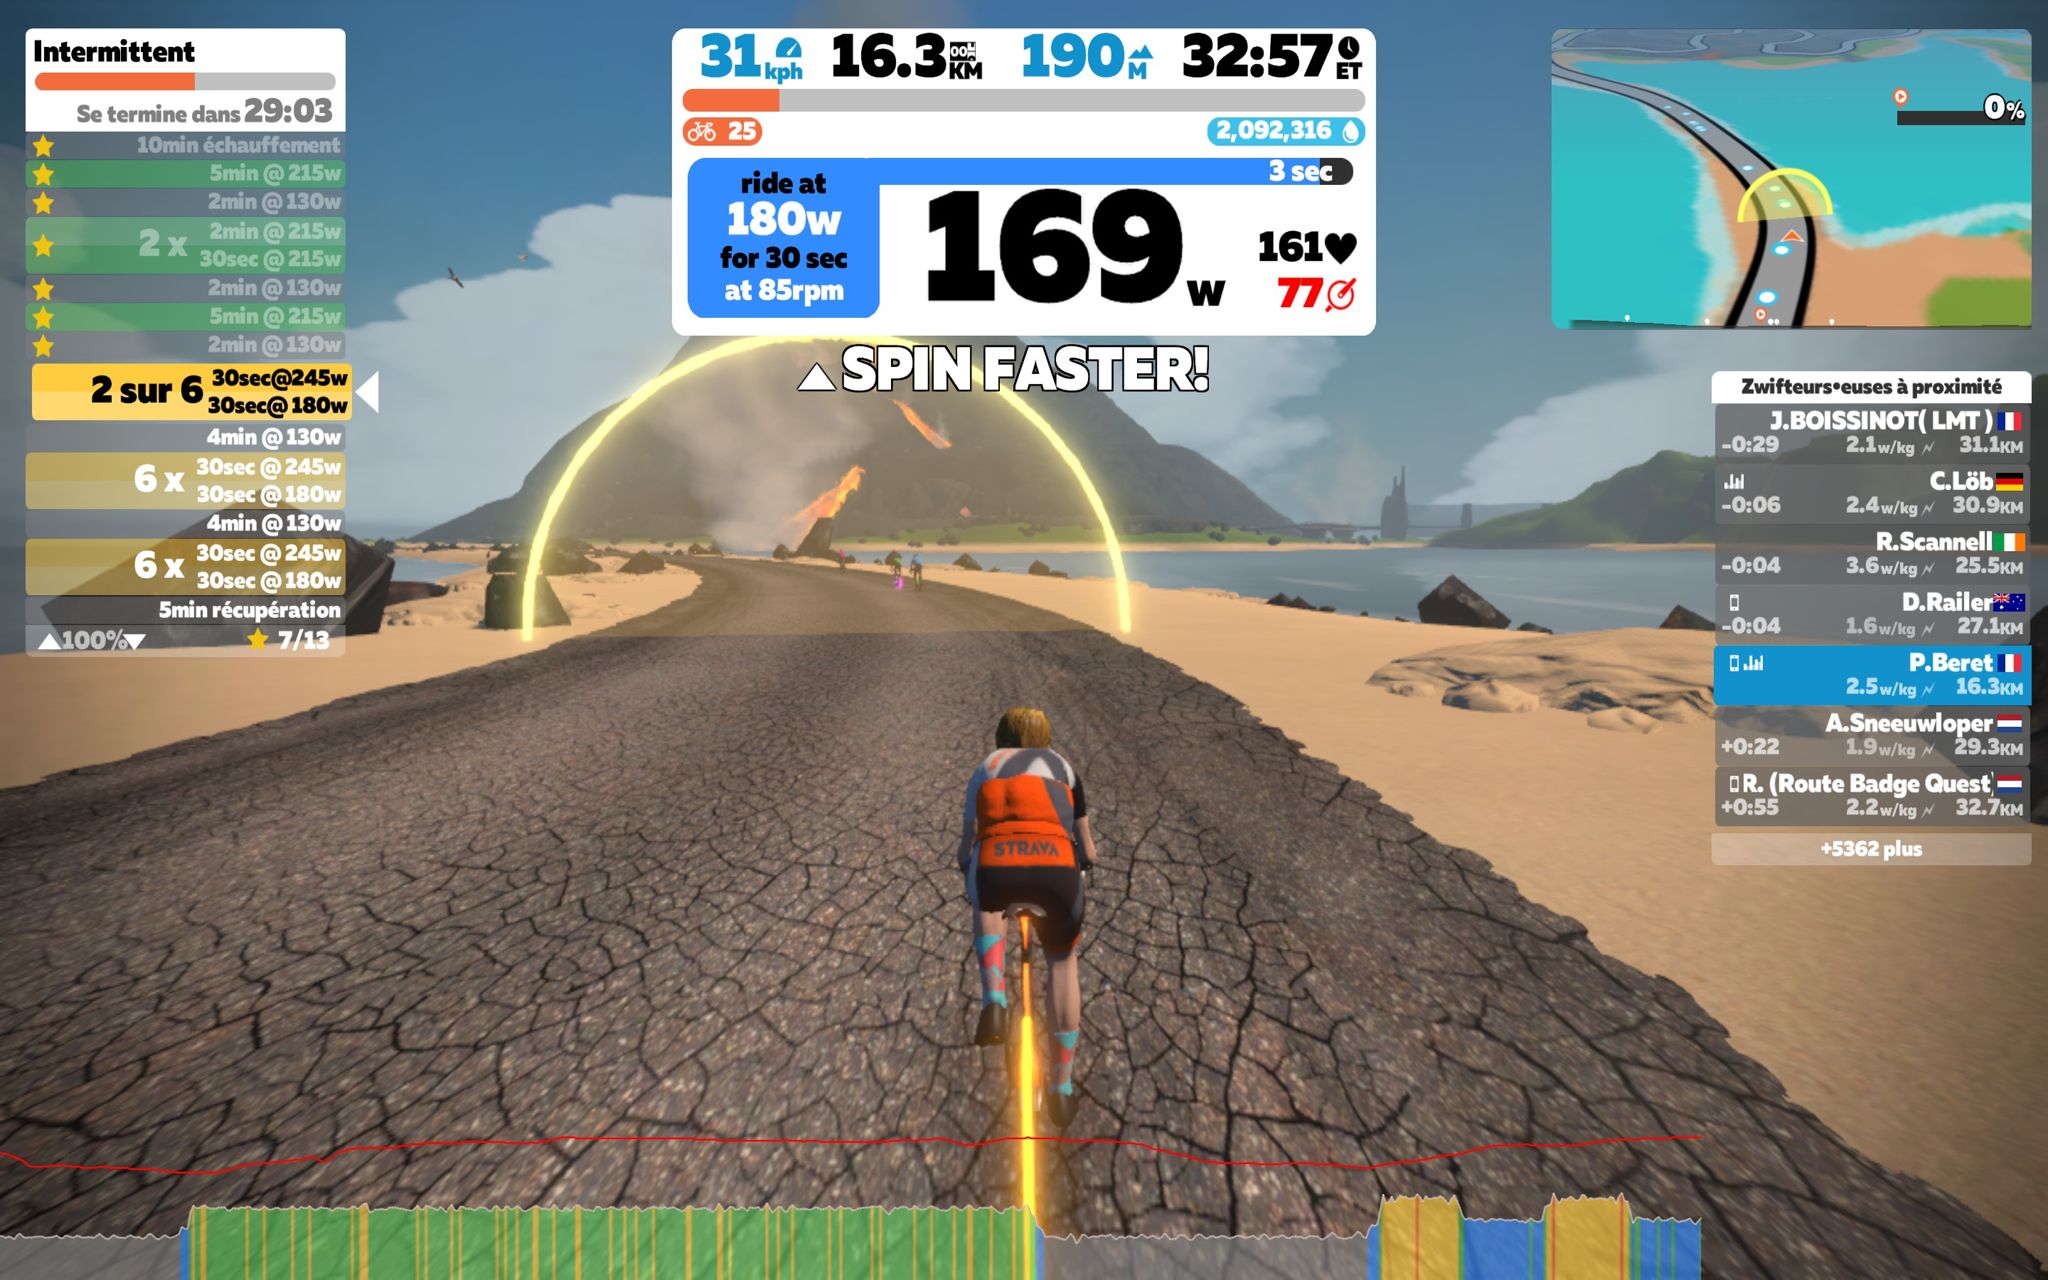 Intermittent
Se termine dans 29:03
10min échauffement
5min @ 215w
2min @ 130w
2 x
2min @ 215w
30sec @ 215w
2min @ 130w
5min @ 215w
2min @ 130w
2 sur 6
30sec@245w
30sec@180w
4min @ 130w
6 x
30sec @ 245w
30sec @ 180w
4min @ 130w
6 x
30sec @ 245w
30sec @ 180w
5min récupération
100%
7/13
31 kph 16.3 KM 190 M 32:57 ET
25
2,092,316
ride at
180w
for 30 sec
at 85rpm
3 sec
169 w
161
77
SPIN FASTER!
0%
Zwifteurs•euses à proximité
J.BOISSINOT( LMT )
-0:29 2.1w/kg 31.1KM
C.Löb
-0:06 2.4w/kg 30.9KM
R.Scannell
-0:04 3.6w/kg 25.5KM
D.Railer
-0:04 1.6w/kg 27.1KM
P.Beret
2.5w/kg 16.3KM
A.Sneeuwloper
+0:22 1.9w/kg 29.3KM
R. (Route Badge Quest)
+0:55 2.2w/kg 32.7KM
+5362 plus
STRAVA